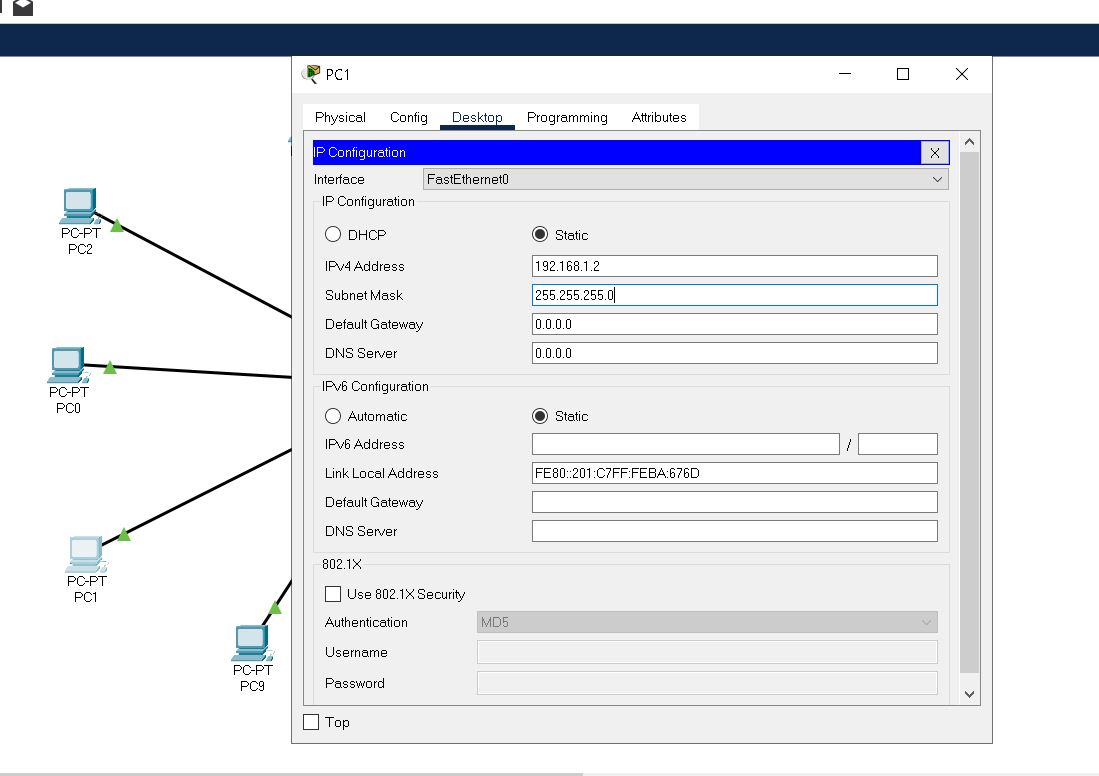 PC1
Physical Config Desktop Programming Attributes
IP Configuration X
Interface FastEthernet0
IP Configuration
DHCP Static
IPv4 Address 192.168.1.2
Subnet Mask 255.255.255.0
Default Gateway 0.0.0.0
DNS Server 0.0.0.0
IPv6 Configuration
Automatic Static
IPv6 Address /
Link Local Address FE80::201:C7FF:FEBA:676D
Default Gateway
DNS Server
802.1X
Use 802.1X Security
Authentication MD5
Username
Password
Top
PC-PT
PC2
PC-PT
PC0
PC-PT
PC1
PC-PT
PC9